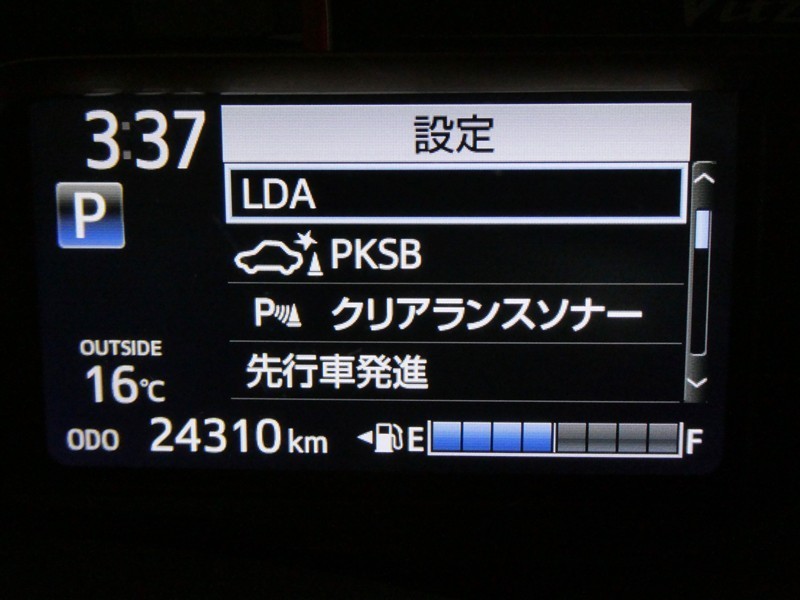 3:37
設定
LDA
P
PKSB
P クリアランスソナー
OUTSIDE
16℃
先行車発進
ODO 24310 km E F